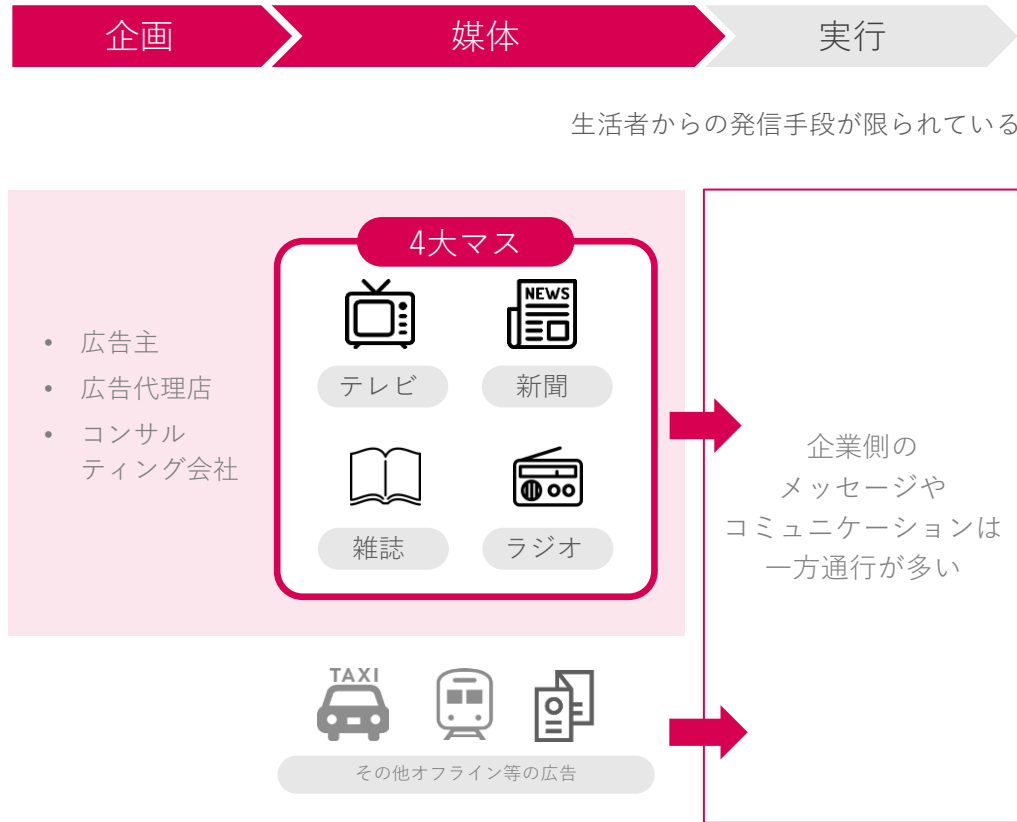 企画
媒体
実行
生活者からの発信手段が限られている
4大マス
NEWS
テレビ
新聞
雑誌
ラジオ
• 広告主
• 広告代理店
• コンサル
ティング会社
企業側の
メッセージや
コミュニケーションは
一方通行が多い
TAXI
その他オフライン等の広告